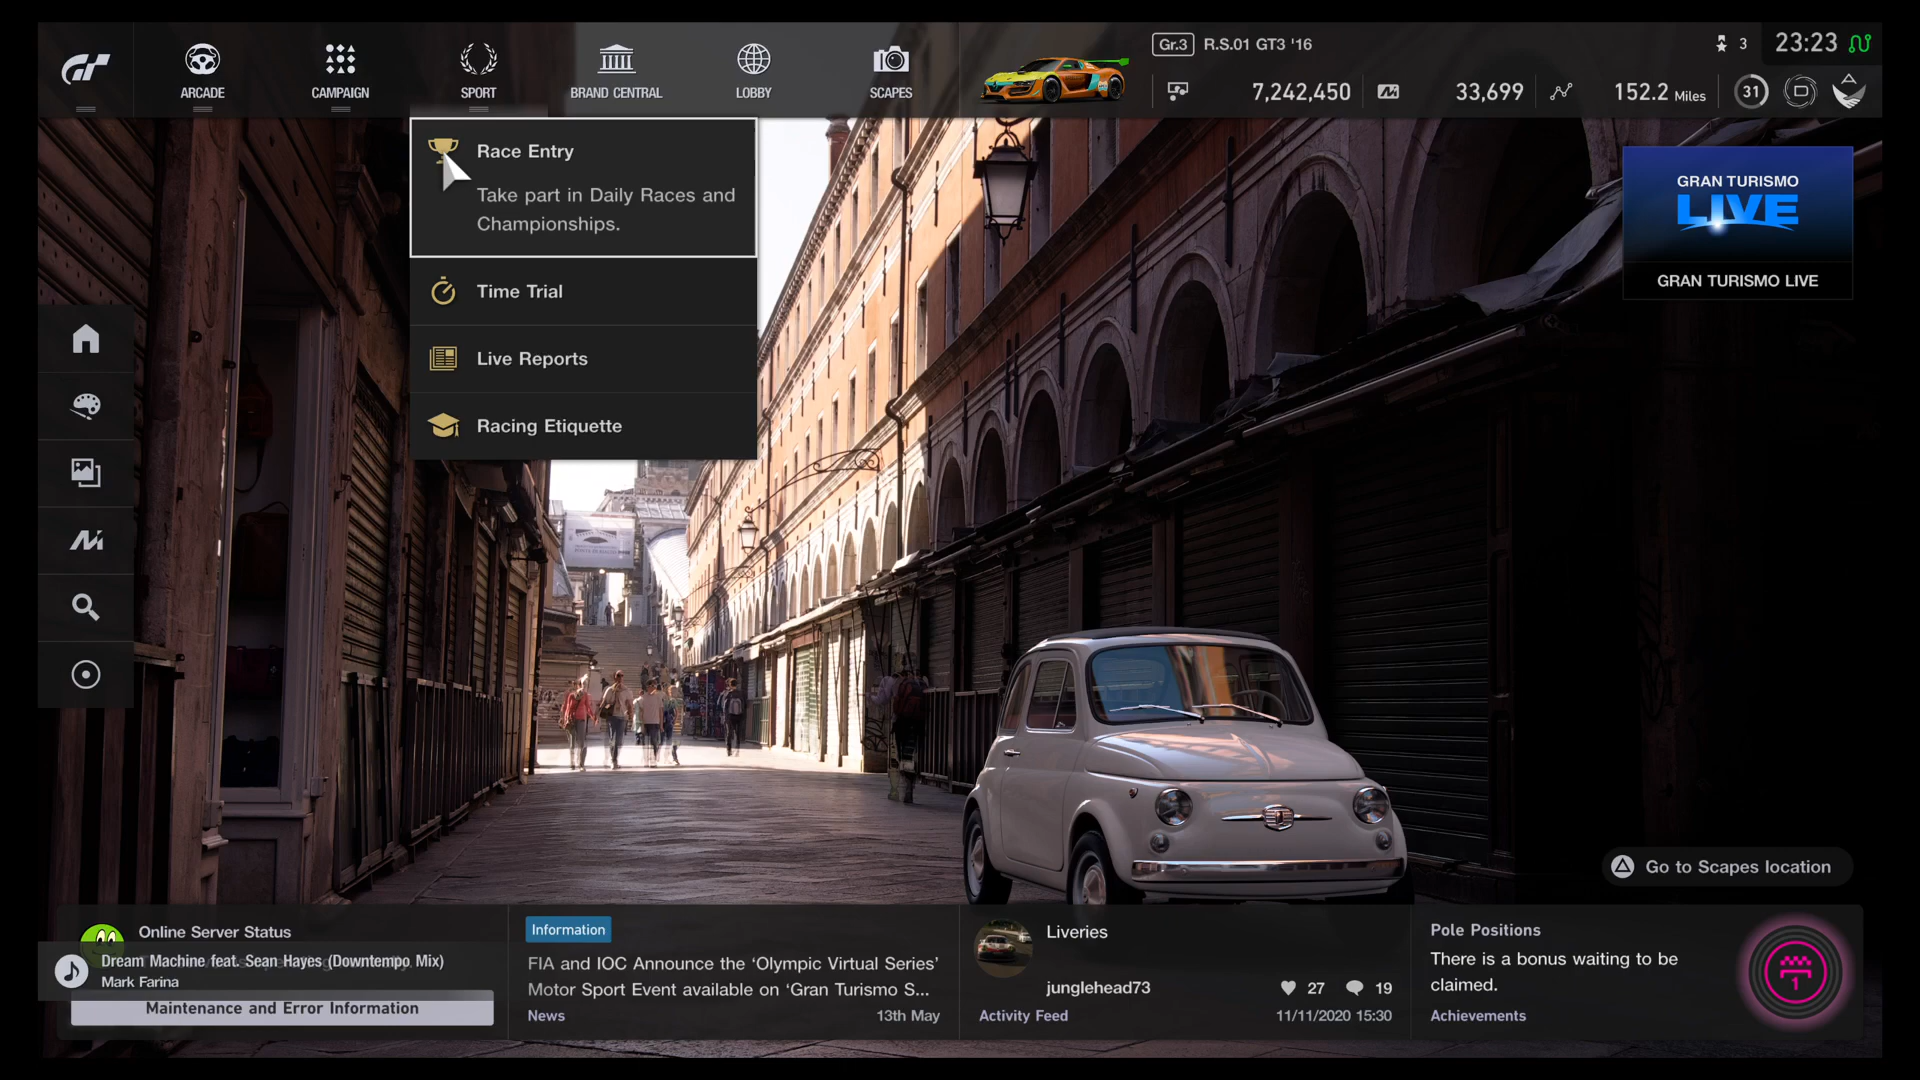 ARCADE
CAMPAIGN
SPORT
BRAND CENTRAL
LOBBY
SCAPES
Gr.3 R.S.01 GT3 '16
3
23:23
7,242,450
33,699
152.2 Miles
31
Race Entry
Take part in Daily Races and
Championships.
Time Trial
Live Reports
Racing Etiquette
GRAN TURISMO
LIVE
GRAN TURISMO LIVE
Go to Scapes location
Online Server Status
Dream Machine feat. Sean Hayes (Downtempo Mix)
Mark Farina
Maintenance and Error Information
Information
FIA and IOC Announce the ‘Olympic Virtual Series’
Motor Sport Event available on ‘Gran Turismo S...
News
13th May
Liveries
junglehead73
27
19
Activity Feed
11/11/2020 15:30
Pole Positions
There is a bonus waiting to be
claimed.
Achievements
1